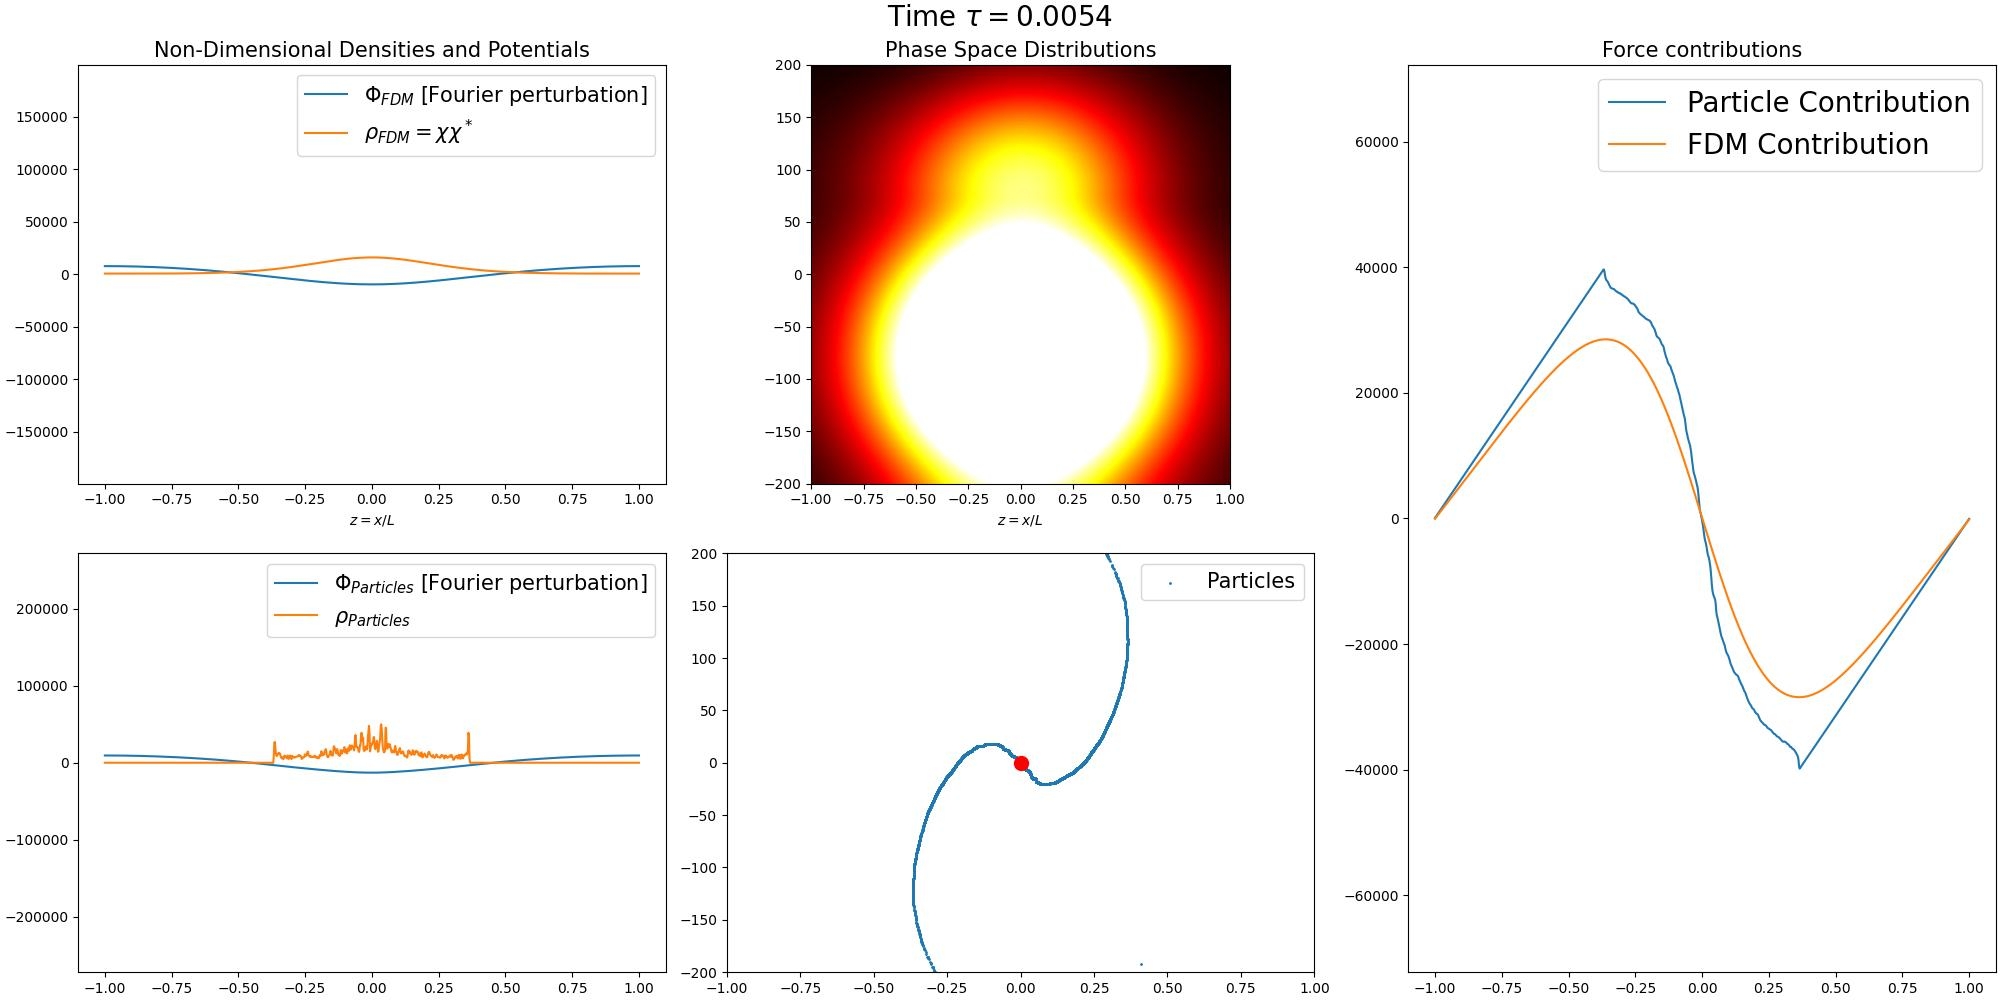 Time τ = 0.0054
Non-Dimensional Densities and Potentials
Φ_FDM [Fourier perturbation]
ρ_FDM = χχ*
150000
100000
50000
0
−50000
−100000
−150000
−1.00 −0.75 −0.50 −0.25 0.00 0.25 0.50 0.75 1.00
z = x/L
Phase Space Distributions
200
150
100
50
0
−50
−100
−150
−200
−1.00 −0.75 −0.50 −0.25 0.00 0.25 0.50 0.75 1.00
z = x/L
Force contributions
Particle Contribution
FDM Contribution
60000
40000
20000
0
−20000
−40000
−60000
−1.00 −0.75 −0.50 −0.25 0.00 0.25 0.50 0.75 1.00
Φ_Particles [Fourier perturbation]
ρ_Particles
200000
100000
0
−100000
−200000
−1.00 −0.75 −0.50 −0.25 0.00 0.25 0.50 0.75 1.00
Particles
200
150
100
50
0
−50
−100
−150
−200
−1.00 −0.75 −0.50 −0.25 0.00 0.25 0.50 0.75 1.00